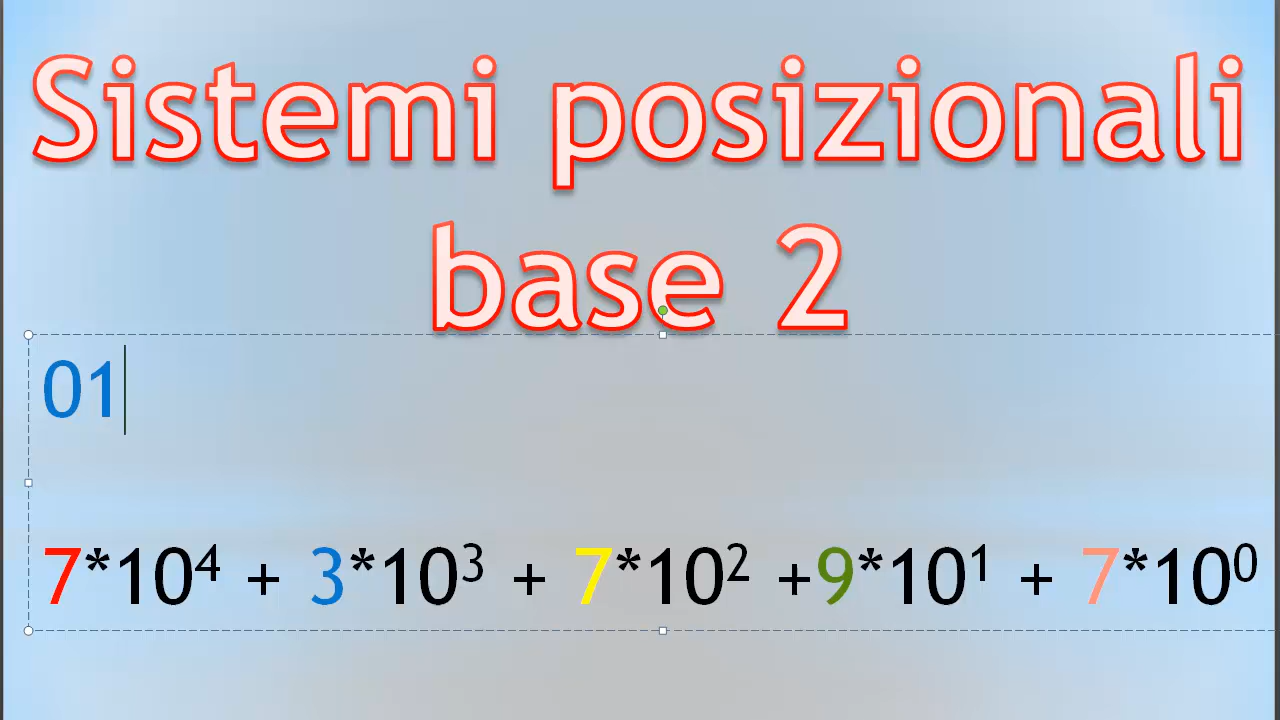 Sistemi posizionali
base 2
01
7*10⁴ + 3*10³ + 7*10² +9*10¹ + 7*10⁰